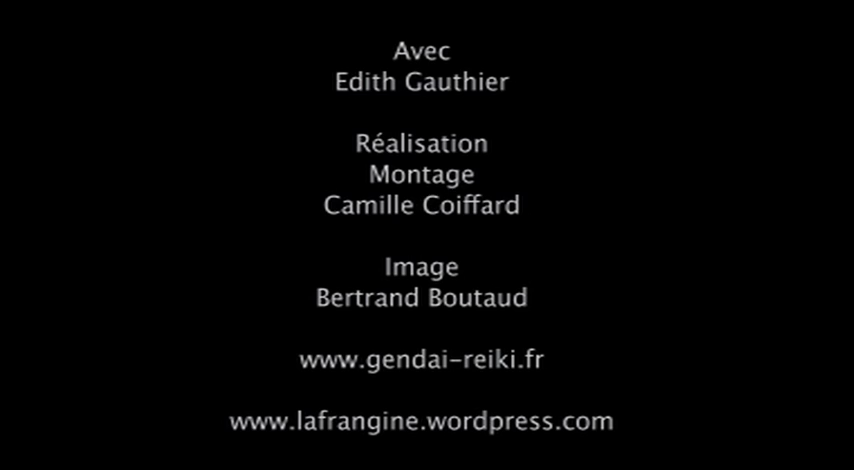 Avec
Edith Gauthier
Réalisation
Montage
Camille Coiffard
Image
Bertrand Boutaud
www.gendai-reiki.fr
www.lafrangine.wordpress.com